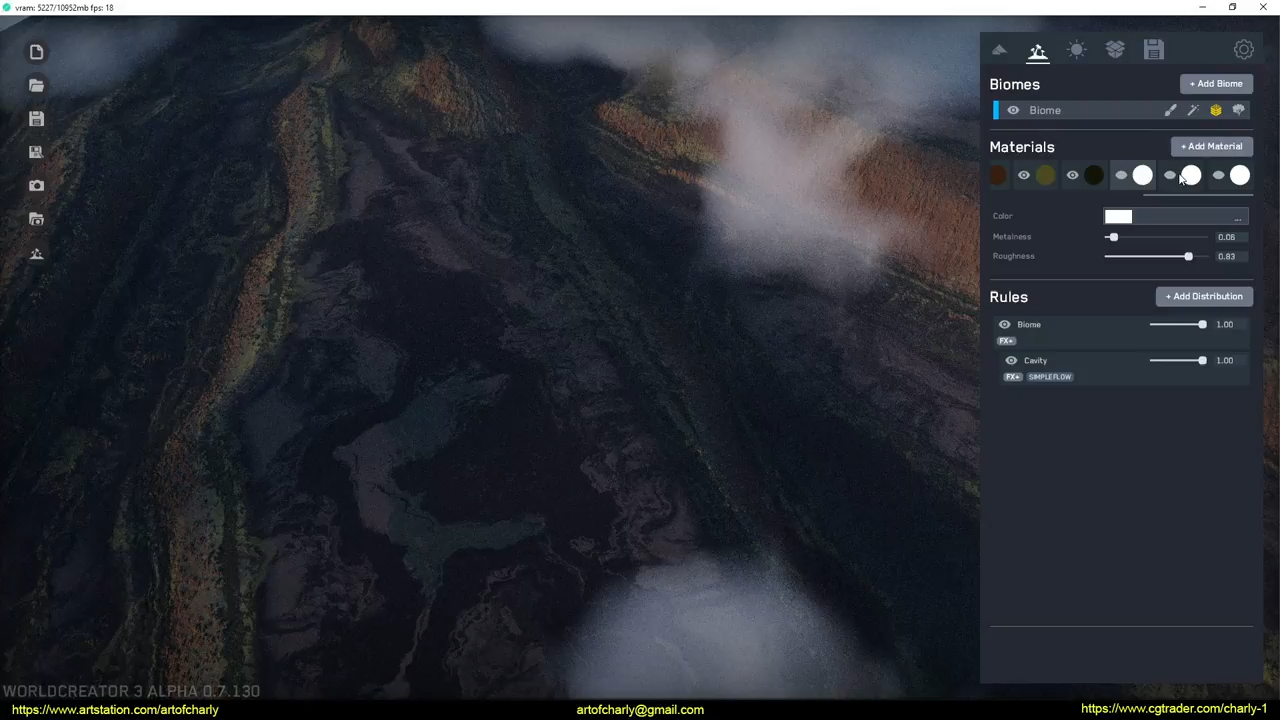 vram: 5227/10952mb fps: 18
Biomes
+ Add Biome
Biome
Materials
+ Add Material
Color
...
Metalness
0.06
Roughness
0.83
Rules
+ Add Distribution
Biome
1.00
FX+
Cavity
1.00
FX+ SIMPLEFLOW
WORLDCREATOR 3 ALPHA 0.7.130
https://www.artstation.com/artofcharly
artofcharly@gmail.com
https://www.cgtrader.com/charly-1